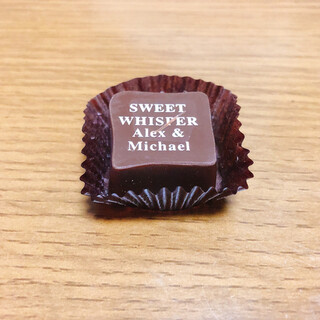 SWEET
WHISPER
Alex &
Michael